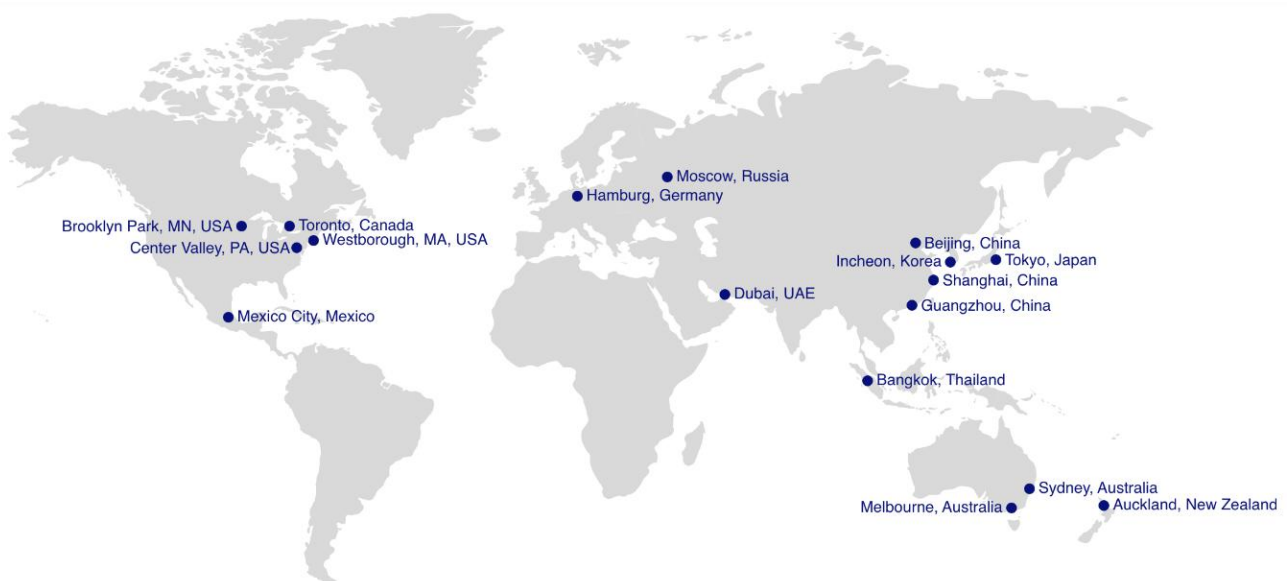 Moscow, Russia
Hamburg, Germany
Brooklyn Park, MN, USA
Toronto, Canada
Westborough, MA, USA
Center Valley, PA, USA
Beijing, China
Incheon, Korea
Tokyo, Japan
Shanghai, China
Dubai, UAE
Guangzhou, China
Mexico City, Mexico
Bangkok, Thailand
Sydney, Australia
Melbourne, Australia
Auckland, New Zealand